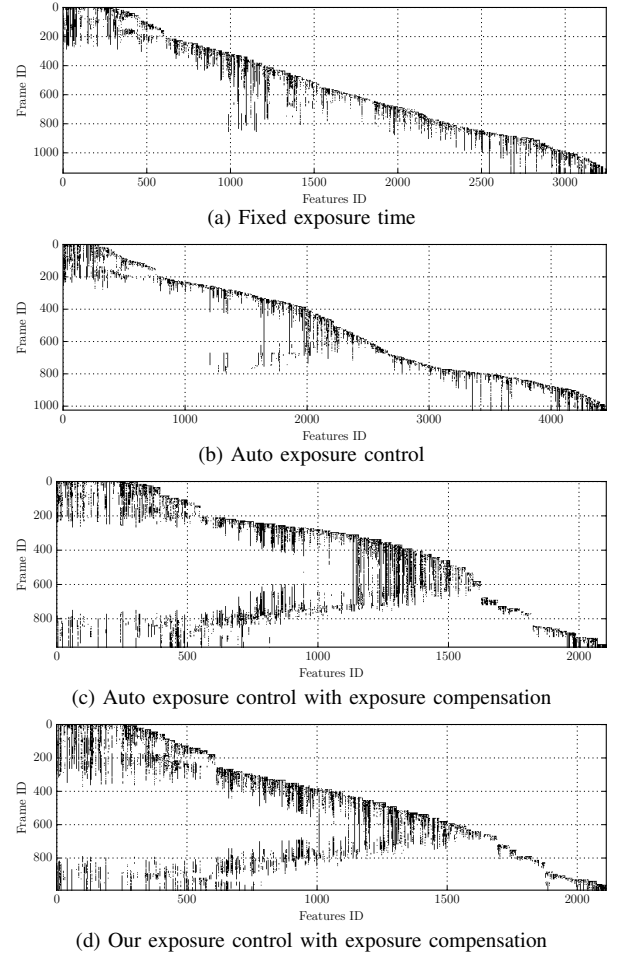 0
200
400
600
800
1000
Frame ID
0 500 1000 1500 2000 2500 3000
Features ID
(a) Fixed exposure time
0
200
400
600
800
1000
Frame ID
0 1000 2000 3000 4000
Features ID
(b) Auto exposure control
0
200
400
600
800
Frame ID
0 500 1000 1500 2000
Features ID
(c) Auto exposure control with exposure compensation
0
200
400
600
800
Frame ID
0 500 1000 1500 2000
Features ID
(d) Our exposure control with exposure compensation